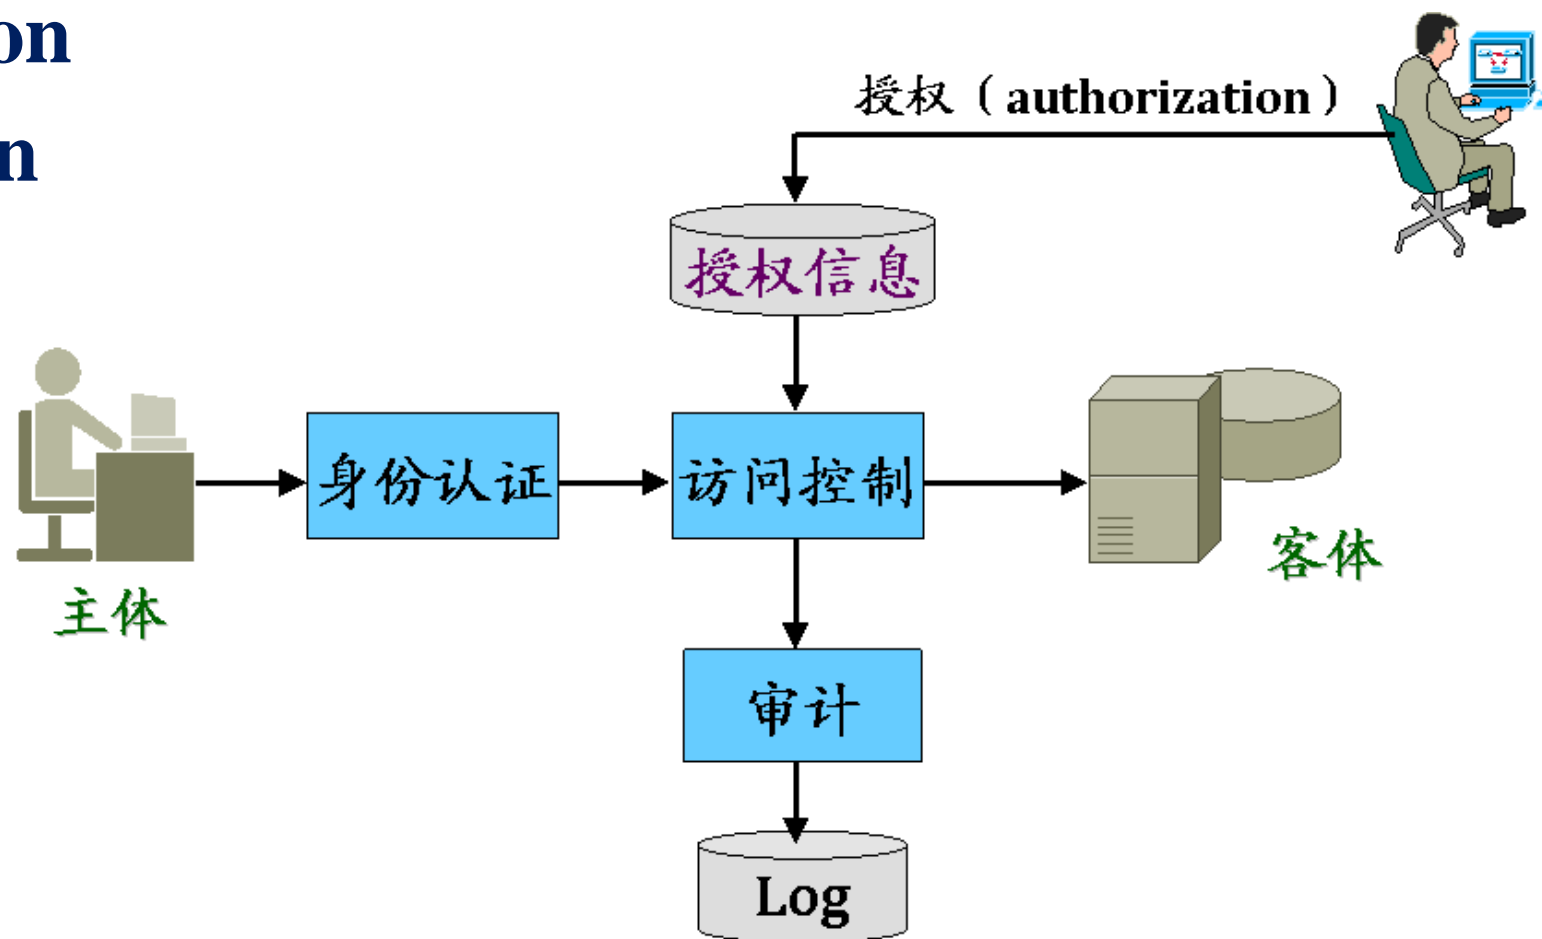 on
n
授权（authorization）
授权信息
身份认证
访问控制
客体
主体
审计
Log